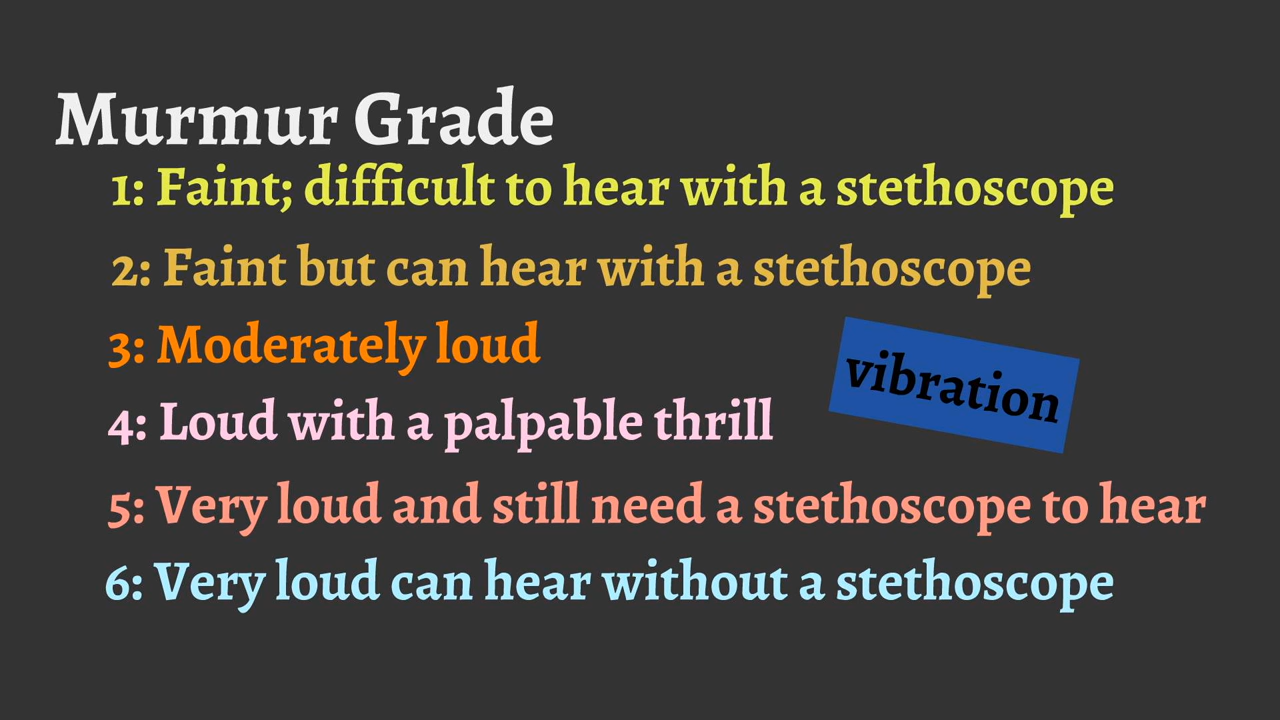 Murmur Grade
1: Faint; difficult to hear with a stethoscope
2: Faint but can hear with a stethoscope
3: Moderately loud
vibration
4: Loud with a palpable thrill
5: Very loud and still need a stethoscope to hear
6: Very loud can hear without a stethoscope